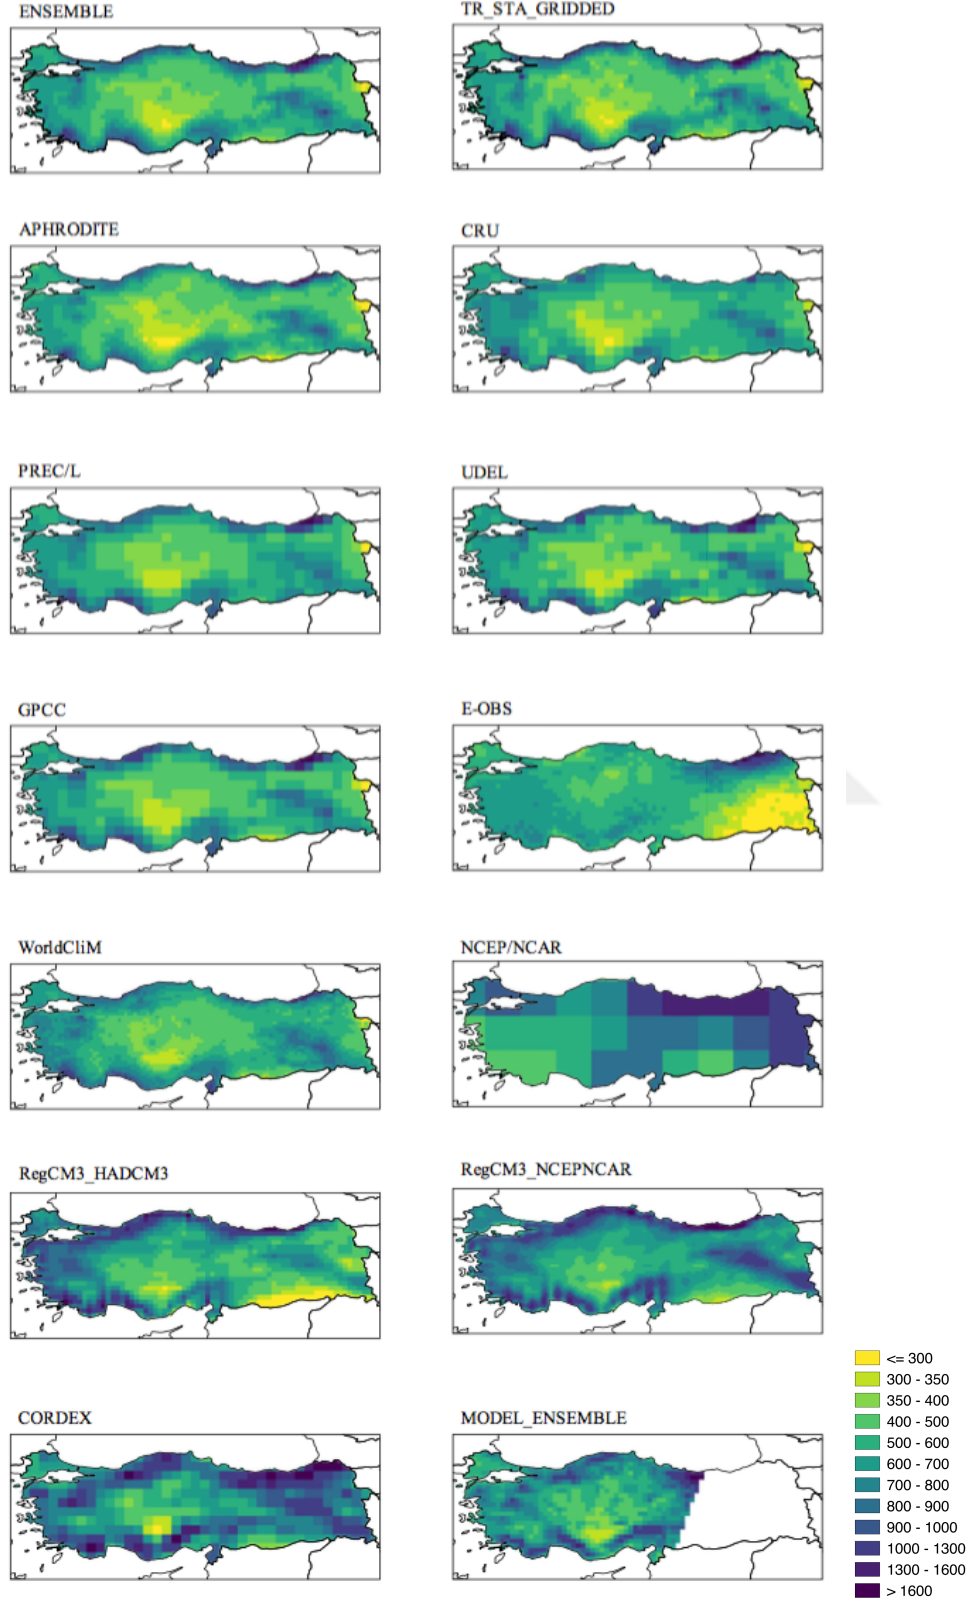 ENSEMBLE
TR_STA_GRIDDED
APHRODITE
CRU
PREC/L
UDEL
GPCC
E-OBS
WorldCliM
NCEP/NCAR
RegCM3_HADCM3
RegCM3_NCEPNCAR
CORDEX
MODEL_ENSEMBLE
<= 300
300 - 350
350 - 400
400 - 500
500 - 600
600 - 700
700 - 800
800 - 900
900 - 1000
1000 - 1300
1300 - 1600
> 1600